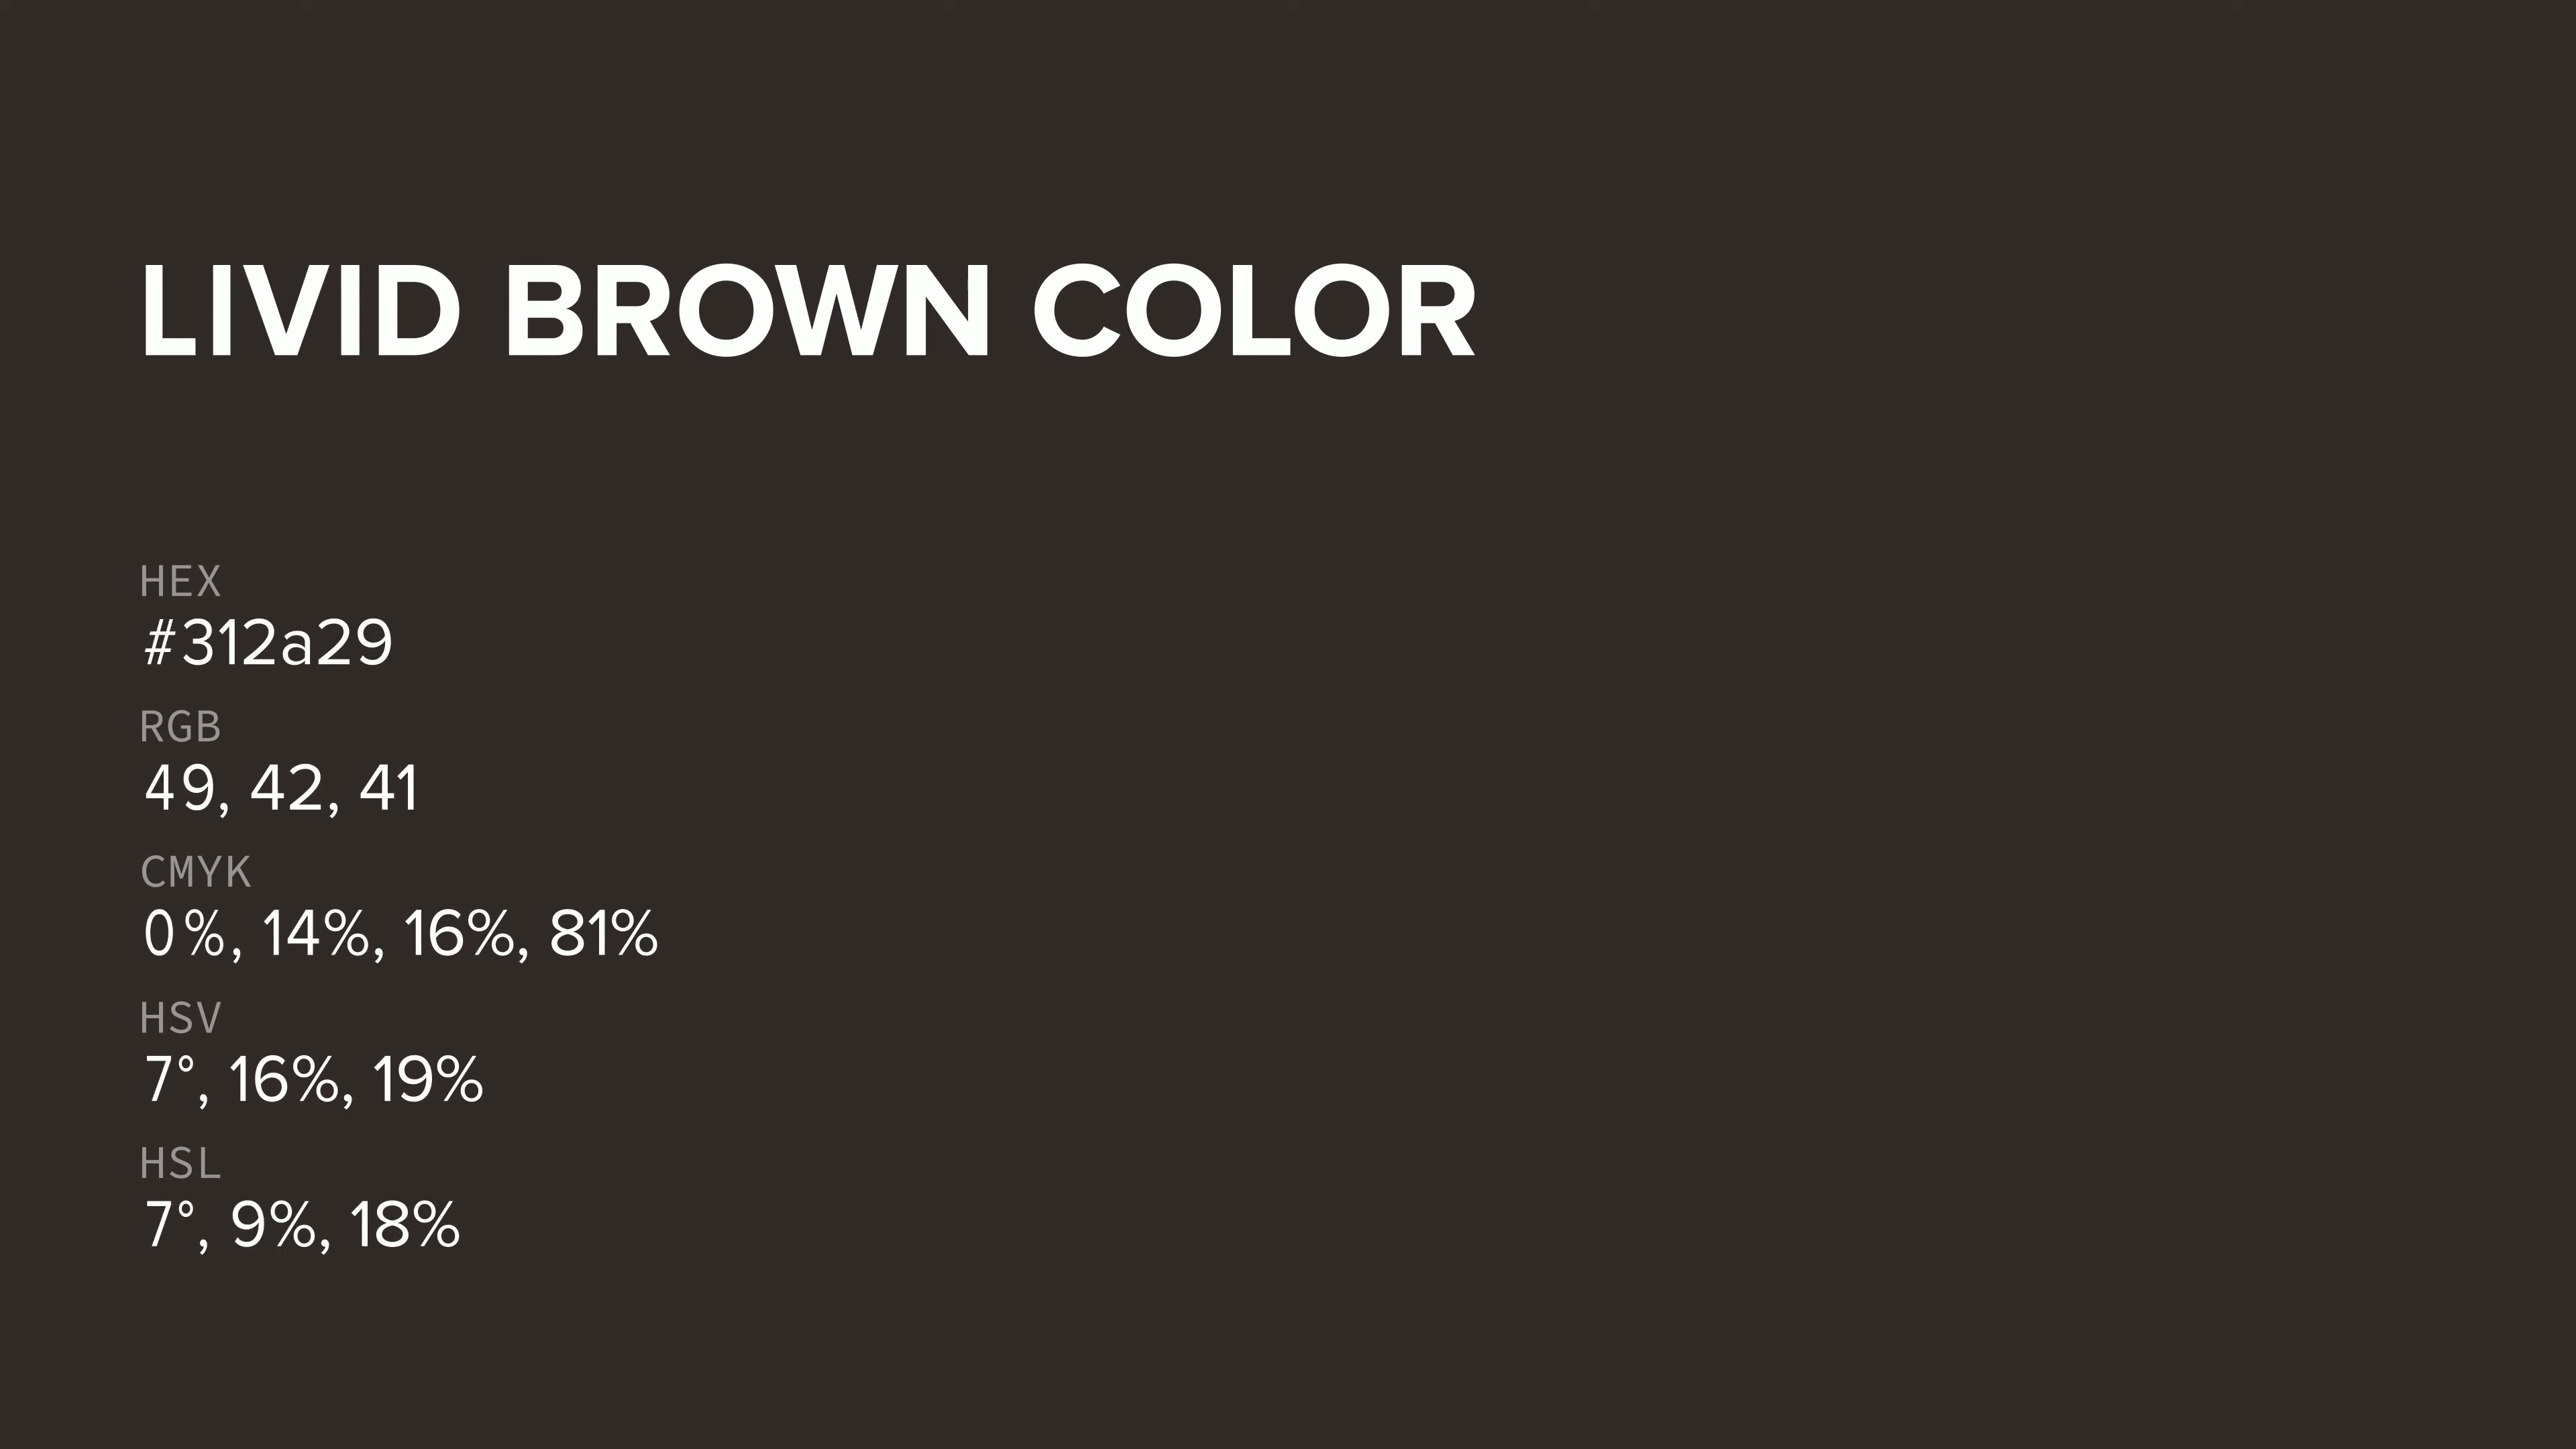 LIVID BROWN COLOR
HEX
#312a29
RGB
49, 42, 41
CMYK
0%, 14%, 16%, 81%
HSV
7°, 16%, 19%
HSL
7°, 9%, 18%